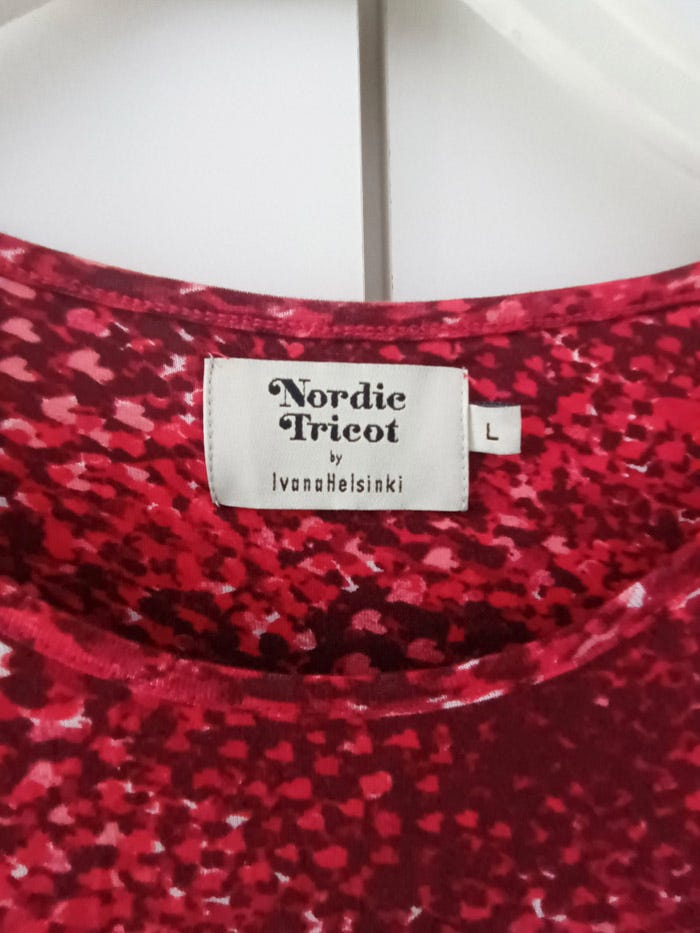 Nordic
Tricot
by
IvanaHelsinki
L